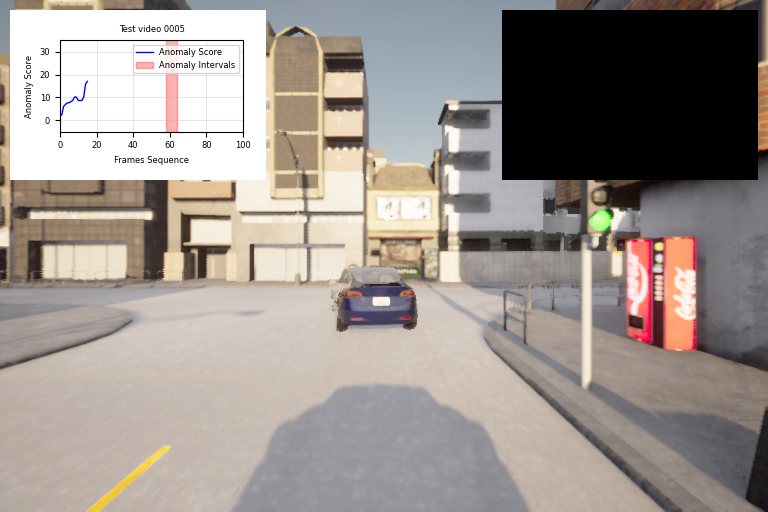 Test video 0005
30
20
10
0
Anomaly Score
Anomaly Score
Anomaly Intervals
0
20
40
60
80
100
Frames Sequence
Coca-Cola